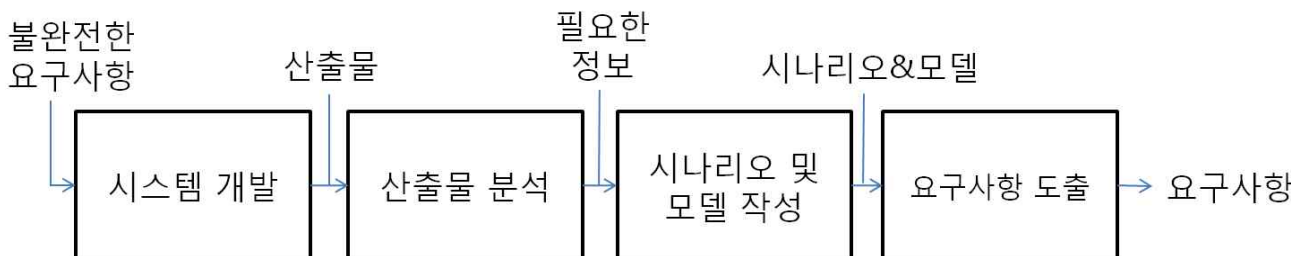 불완전한
요구사항
산출물
필요한
정보
시나리오&모델
시스템 개발
산출물 분석
시나리오 및
모델 작성
요구사항 도출
요구사항